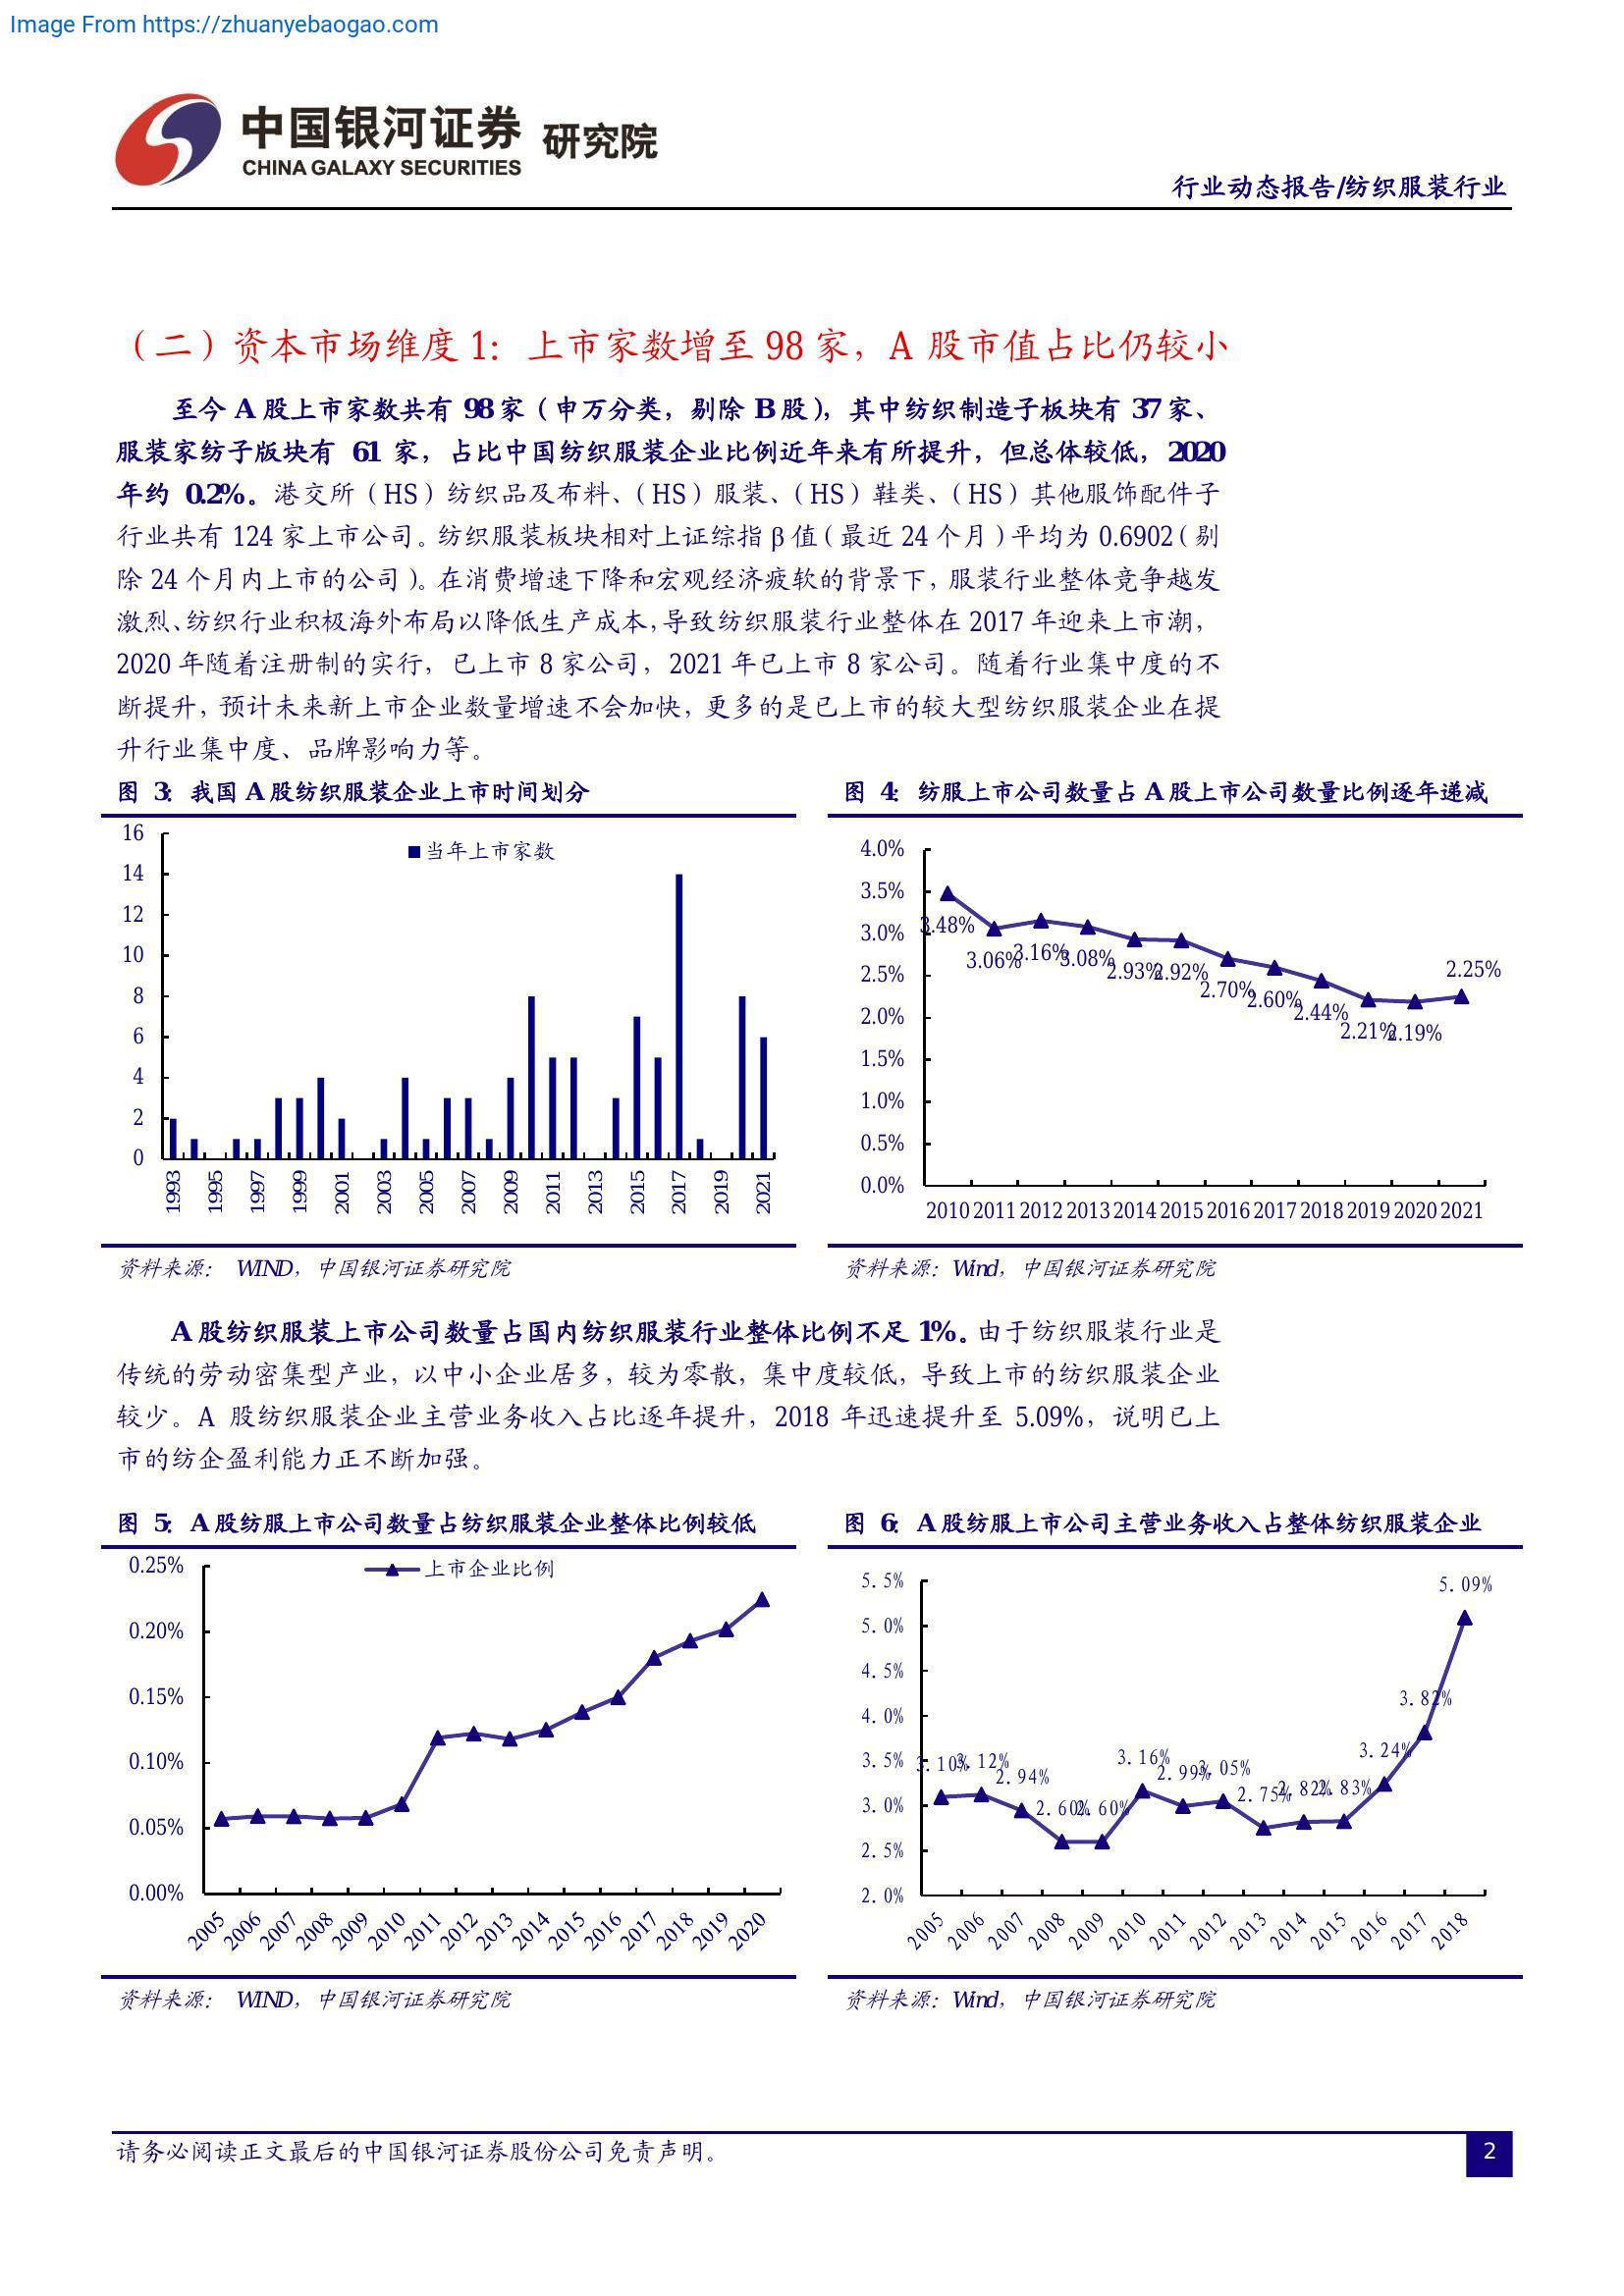 Image From https://zhuanyebaogao.com
中国银河证券 研究院
CHINA GALAXY SECURITIES
行业动态报告/纺织服装行业
（二）资本市场维度 1：上市家数增至 98 家，A 股市值占比仍较小
至今 A 股上市家数共有 98 家（申万分类，剔除 B 股），其中纺织制造子板块有 37 家、
服装家纺子版块有 61 家，占比中国纺织服装企业比例近年来有所提升，但总体较低，2020
年约 0.2%。港交所（HS）纺织品及布料、（HS）服装、（HS）鞋类、（HS）其他服饰配件子
行业共有 124 家上市公司。纺织服装板块相对上证综指 β 值（最近 24 个月）平均为 0.6902（剔
除 24 个月内上市的公司）。在消费增速下降和宏观经济疲软的背景下，服装行业整体竞争越发
激烈、纺织行业积极海外布局以降低生产成本，导致纺织服装行业整体在 2017 年迎来上市潮，
2020 年随着注册制的实行，已上市 8 家公司，2021 年已上市 8 家公司。随着行业集中度的不
断提升，预计未来新上市企业数量增速不会加快，更多的是已上市的较大型纺织服装企业在提
升行业集中度、品牌影响力等。
图 3：我国 A 股纺织服装企业上市时间划分
16
14
12
10
8
6
4
2
0
当年上市家数
1993 1995 1997 1999 2001 2003 2005 2007 2009 2011 2013 2015 2017 2019 2021
资料来源： WIND，中国银河证券研究院
图 4：纺服上市公司数量占 A 股上市公司数量比例逐年递减
4.0%
3.5%
3.0%
2.5%
2.0%
1.5%
1.0%
0.5%
0.0%
3.48% 3.06% 3.16% 3.08% 2.93% 2.92% 2.70% 2.60% 2.44% 2.21% 2.19% 2.25%
2010 2011 2012 2013 2014 2015 2016 2017 2018 2019 2020 2021
资料来源：Wind，中国银河证券研究院
A 股纺织服装上市公司数量占国内纺织服装行业整体比例不足 1%。由于纺织服装行业是
传统的劳动密集型产业，以中小企业居多，较为零散，集中度较低，导致上市的纺织服装企业
较少。A 股纺织服装企业主营业务收入占比逐年提升，2018 年迅速提升至 5.09%，说明已上
市的纺企盈利能力正不断加强。
图 5：A 股纺服上市公司数量占纺织服装企业整体比例较低
0.25%
0.20%
0.15%
0.10%
0.05%
0.00%
上市企业比例
2005 2006 2007 2008 2009 2010 2011 2012 2013 2014 2015 2016 2017 2018 2019 2020
资料来源： WIND，中国银河证券研究院
图 6：A 股纺服上市公司主营业务收入占整体纺织服装企业
5.5%
5.0%
4.5%
4.0%
3.5%
3.0%
2.5%
2.0%
3.10% 3.12% 2.94% 2.60% 2.60% 3.16% 2.99% 3.05% 2.75% 2.82% 2.83% 3.24% 3.82% 5.09%
2005 2006 2007 2008 2009 2010 2011 2012 2013 2014 2015 2016 2017 2018
资料来源：Wind，中国银河证券研究院
请务必阅读正文最后的中国银河证券股份公司免责声明。
2